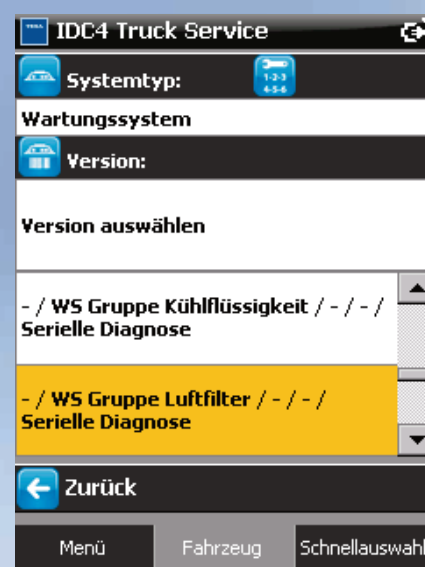 TEXA IDC4 Truck Service
Systemtyp:
1-2-3
4-5-6
Wartungssystem
Version:
Version auswählen
- / WS Gruppe Kühlflüssigkeit / - / - /
Serielle Diagnose
- / WS Gruppe Luftfilter / - / - /
Serielle Diagnose
Zurück
Menü
Fahrzeug
Schnellauswahl